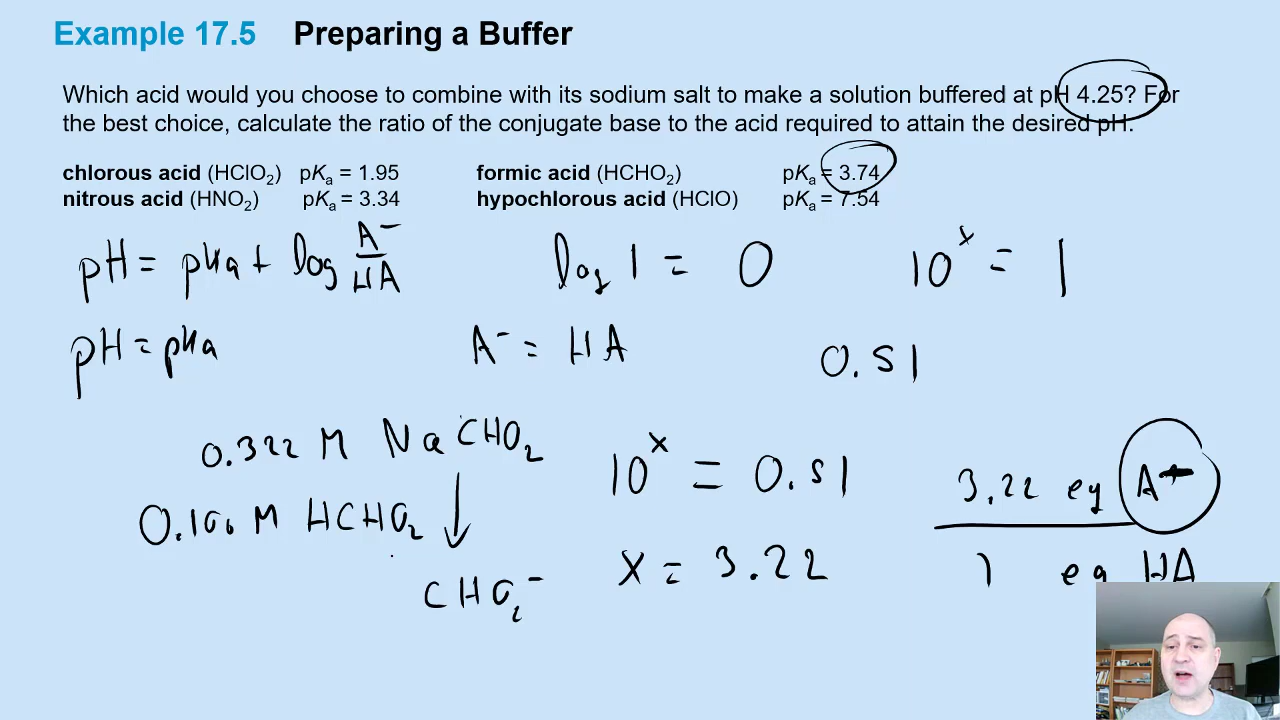 Example 17.5 Preparing a Buffer
Which acid would you choose to combine with its sodium salt to make a solution buffered at pH 4.25? For
the best choice, calculate the ratio of the conjugate base to the acid required to attain the desired pH.
chlorous acid (HClO₂) pKₐ = 1.95 formic acid (HCHO₂) pKₐ = 3.74
nitrous acid (HNO₂) pKₐ = 3.34 hypochlorous acid (HClO) pKₐ = 7.54
pH = pKa + log A⁻/HA log 1 = 0 10ˣ = 1
pH = pKa A⁻ = HA 0.51
0.322 M NaCHO₂ 10ˣ = 0.51 3.22 eq A⁻
0.100 M HCHO₂
CHO₂⁻ x = 3.22 1 eq HA